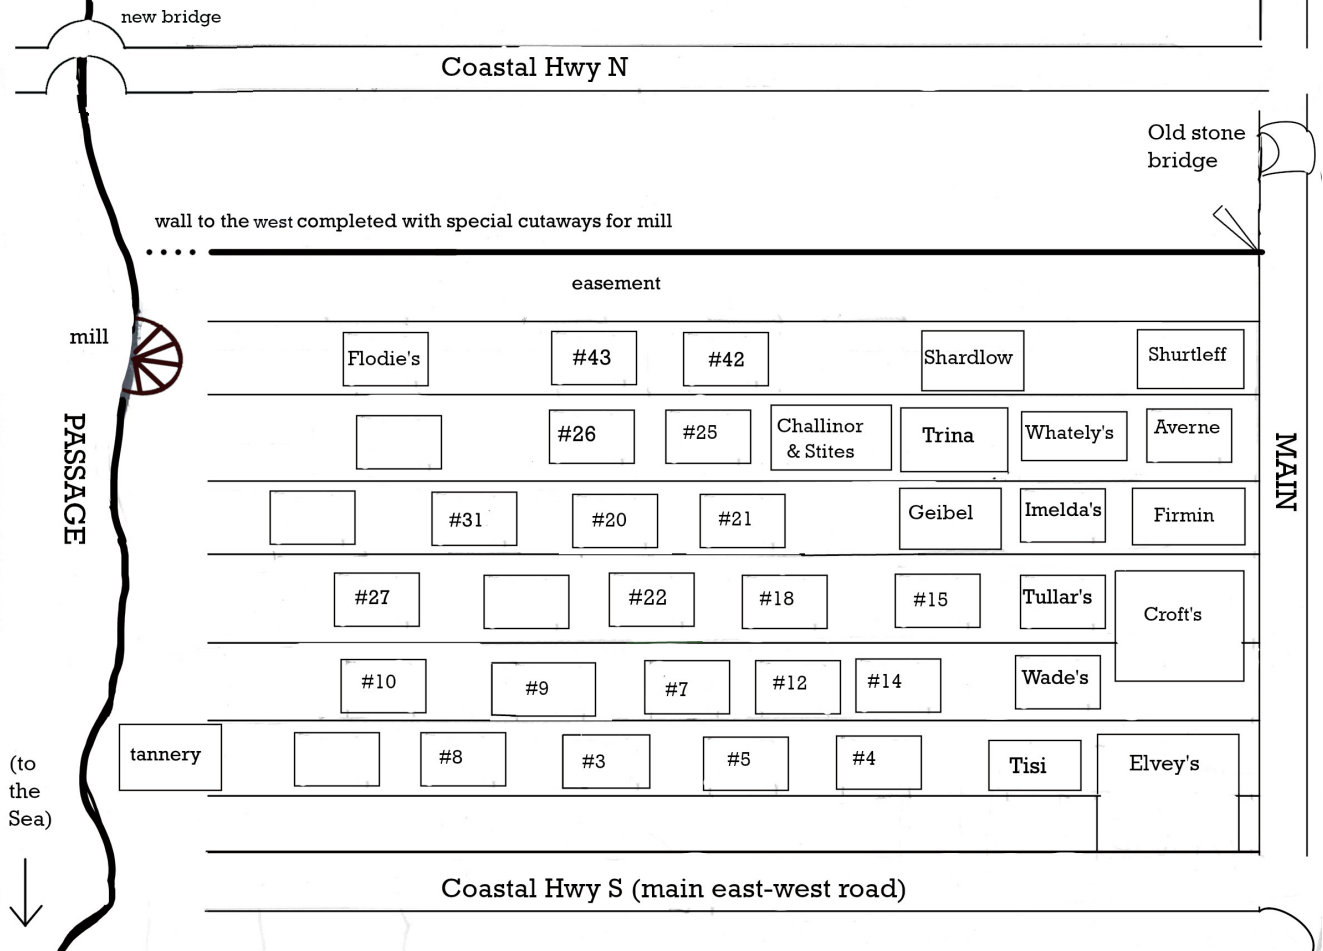 new bridge
Coastal Hwy N
Old stone
bridge
wall to the west completed with special cutaways for mill
easement
mill
Flodie's
#43
#42
Shardlow
Shurtleff
PASSAGE
#26
#25
Challinor
& Stites
Trina
Whately's
Averne
MAIN
#31
#20
#21
Geibel
Imelda's
Firmin
#27
#22
#18
#15
Tullar's
Croft's
#10
#9
#7
#12
#14
Wade's
tannery
#8
#3
#5
#4
Tisi
Elvey's
(to
the
Sea)
Coastal Hwy S (main east-west road)